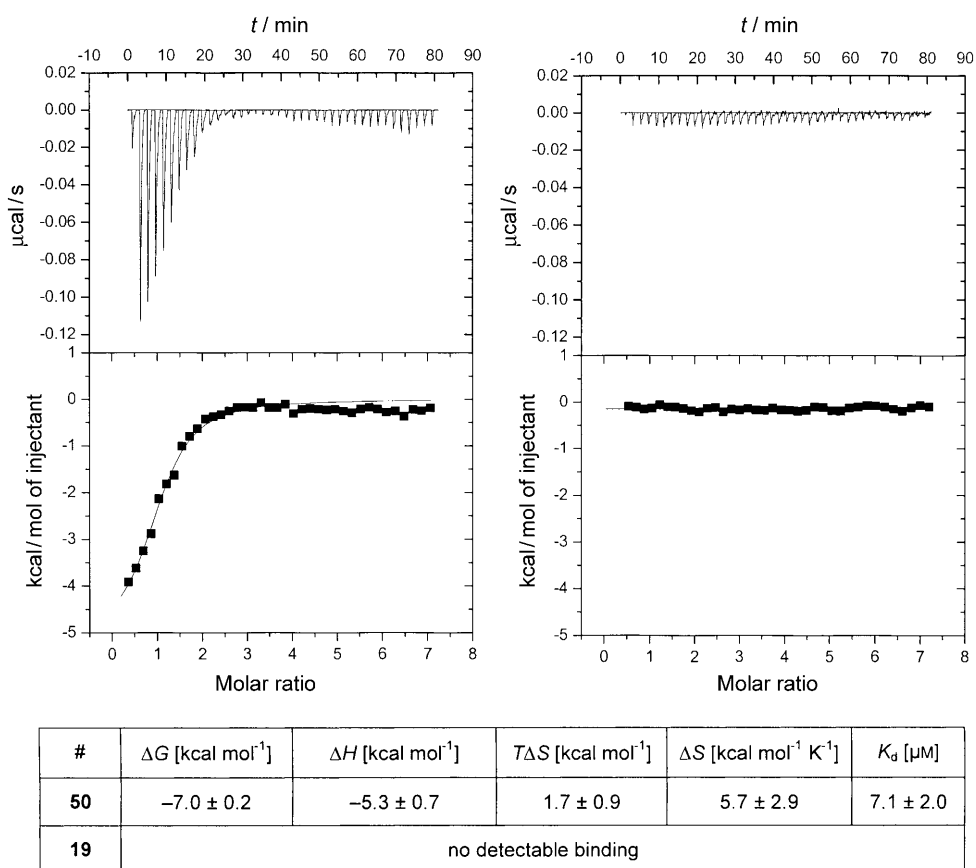 t / min
-10 0 10 20 30 40 50 60 70 80 90
0.02
0.00
-0.02
-0.04
-0.06
-0.08
-0.10
-0.12
µcal/s
1
0
-1
-2
-3
-4
-5
kcal/mol of injectant
0 1 2 3 4 5 6 7 8
Molar ratio
t / min
-10 0 10 20 30 40 50 60 70 80 90
0.02
0.00
-0.02
-0.04
-0.06
-0.08
-0.10
-0.12
µcal/s
1
0
-1
-2
-3
-4
-5
kcal/mol of injectant
0 1 2 3 4 5 6 7 8
Molar ratio
# ΔG [kcal mol⁻¹] ΔH [kcal mol⁻¹] TΔS [kcal mol⁻¹] ΔS [kcal mol⁻¹ K⁻¹] Kd [µM]
50 –7.0 ± 0.2 –5.3 ± 0.7 1.7 ± 0.9 5.7 ± 2.9 7.1 ± 2.0
19 no detectable binding